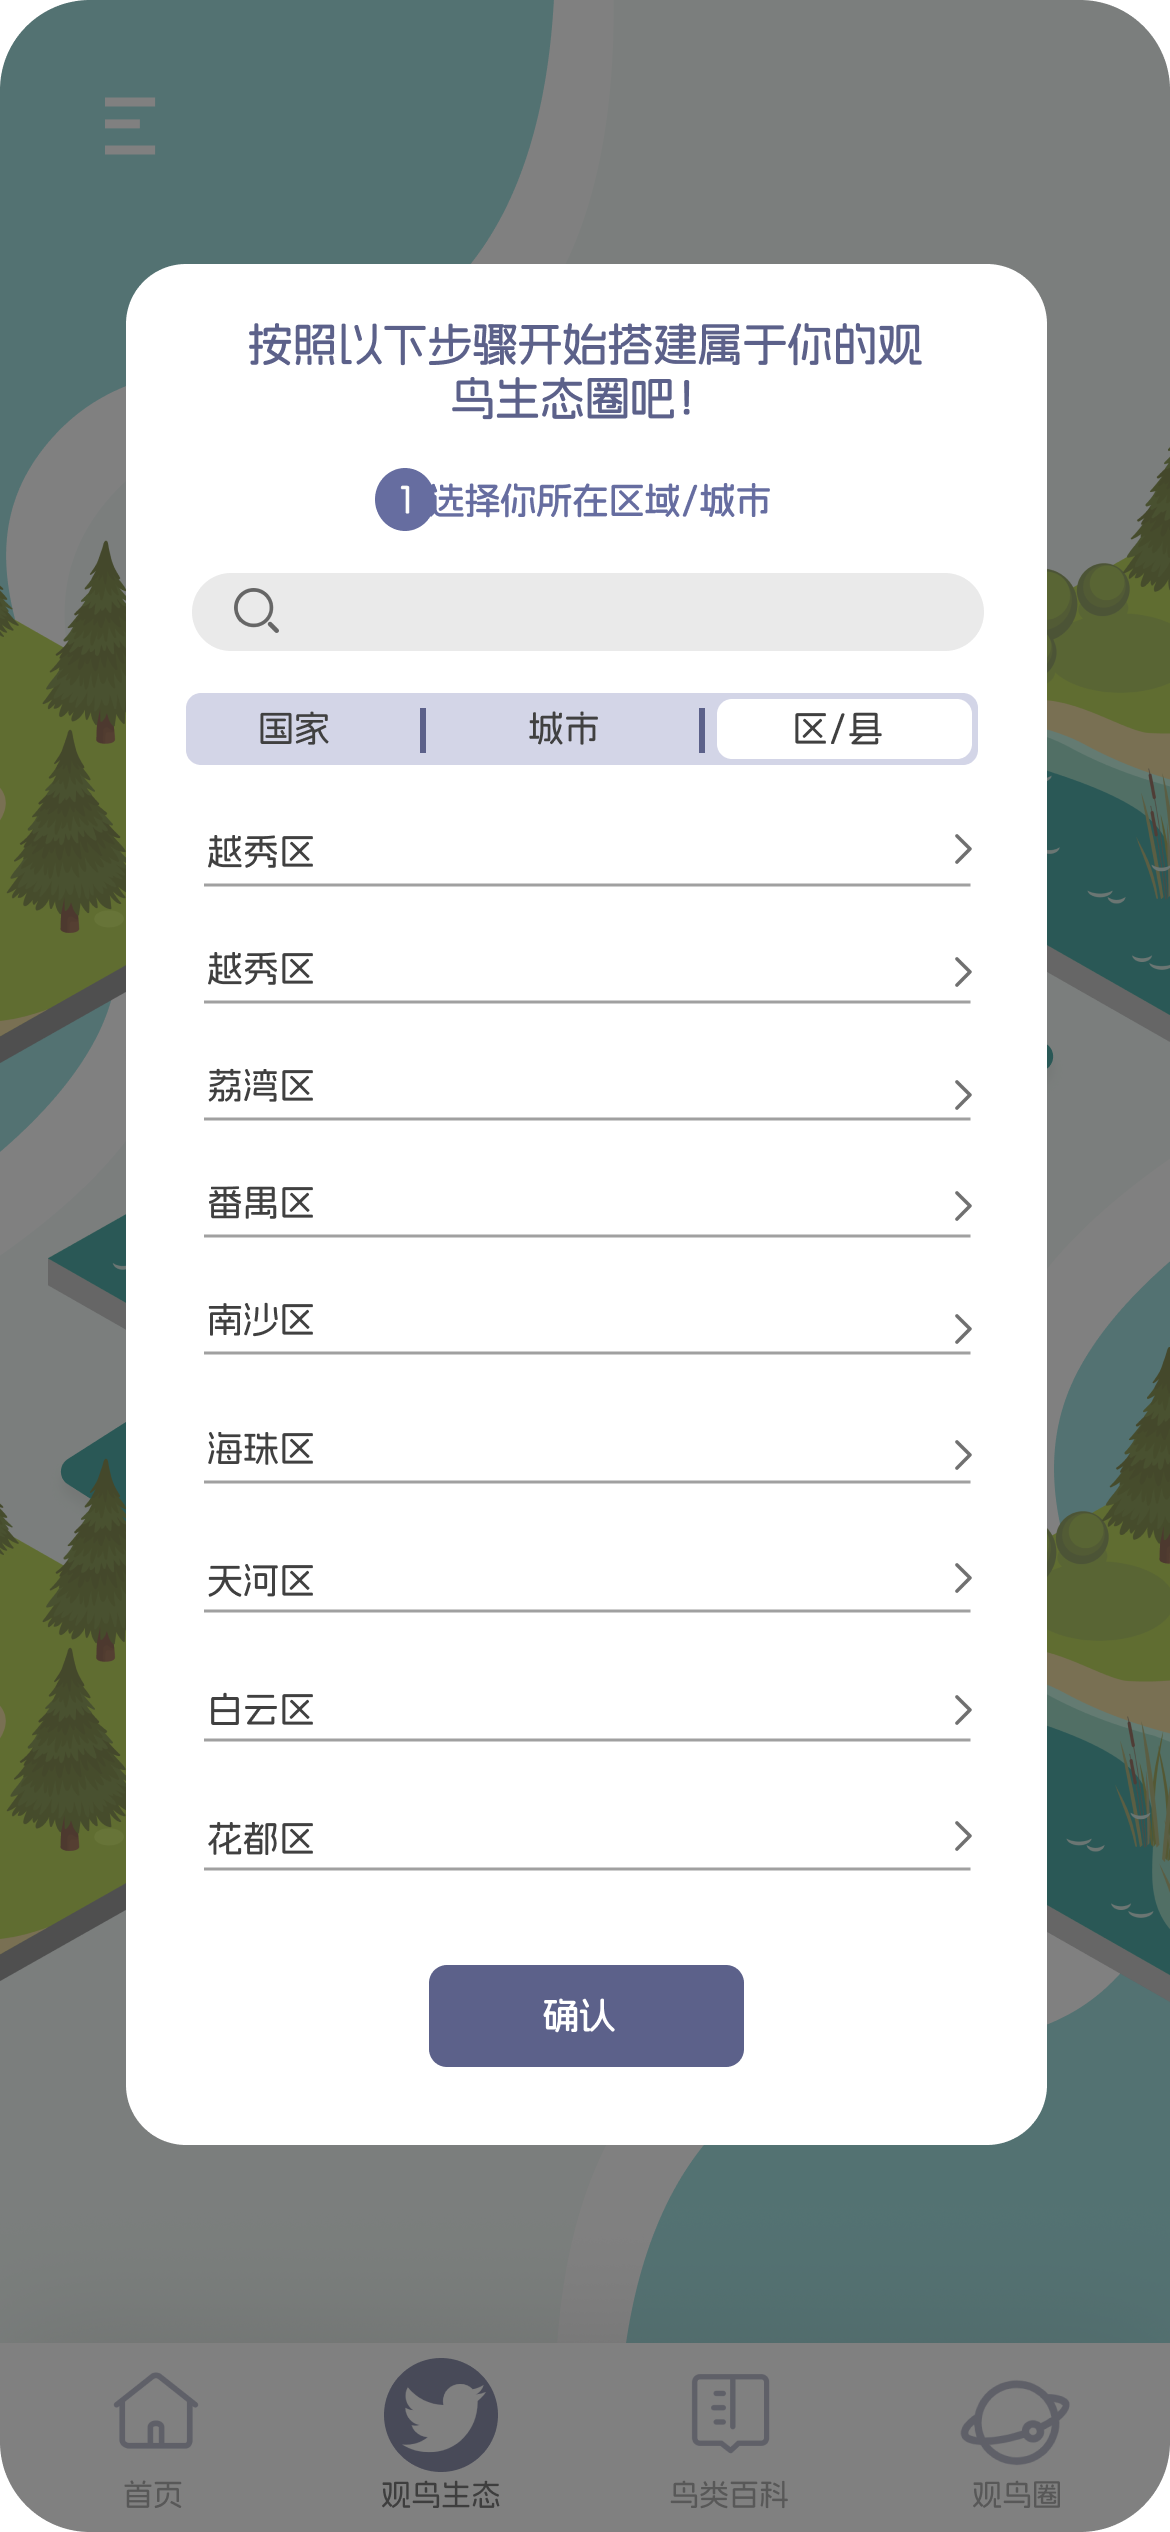 按照以下步骤开始搭建属于你的观
鸟生态圈吧!
1 选择你所在区域/城市
国家 城市 区/县
越秀区
越秀区
荔湾区
番禺区
南沙区
海珠区
天河区
白云区
花都区
确认
首页 观鸟生态 鸟类百科 观鸟圈